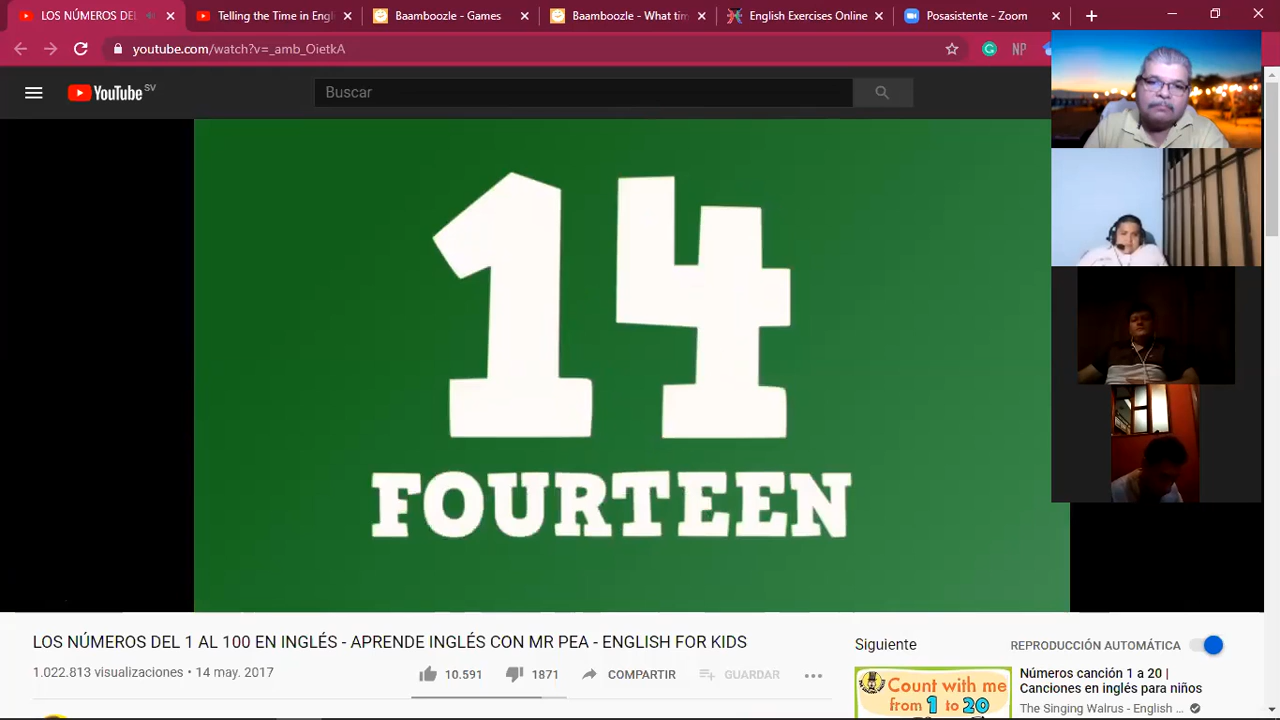 LOS NÚMEROS DEL
Telling the Time in Engl
Baamboozle - Games
Baamboozle - What tim
English Exercises Online
Posasistente - Zoom
youtube.com/watch?v=_amb_OietkA
NP
YouTube SV
Buscar
14
FOURTEEN
LOS NÚMEROS DEL 1 AL 100 EN INGLÉS - APRENDE INGLÉS CON MR PEA - ENGLISH FOR KIDS
1.022.813 visualizaciones • 14 may. 2017
10.591
1871
COMPARTIR
GUARDAR
Siguiente
REPRODUCCIÓN AUTOMÁTICA
Count with me
from 1 to 20
Números canción 1 a 20 |
Canciones en inglés para niños
The Singing Walrus - English ...